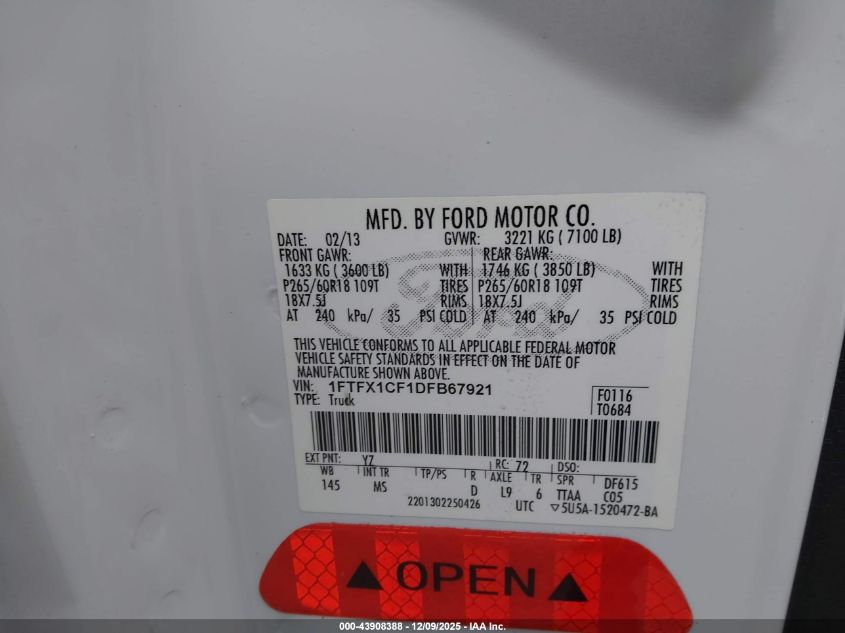 MFD. BY FORD MOTOR CO.
DATE: 02/13 GVWR: 3221 KG ( 7100 LB)
FRONT GAWR: REAR GAWR:
1633 KG ( 3600 LB) WITH 1746 KG ( 3850 LB) WITH
P265/60R18 109T TIRES P265/60R18 109T TIRES
18X7.5J RIMS 18X7.5J RIMS
AT 240 kPa/ 35 PSI COLD AT 240 kPa/ 35 PSI COLD
Ford
THIS VEHICLE CONFORMS TO ALL APPLICABLE FEDERAL MOTOR
VEHICLE SAFETY STANDARDS IN EFFECT ON THE DATE OF
MANUFACTURE SHOWN ABOVE.
VIN: 1FTFX1CF1DFB67921
TYPE: Truck
F0116
T0684
EXT PNT: YZ RC: 72 DSO:
WB INT TR TP/PS R AXLE TR SPR DF615
145 MS D L9 6 TTAA C05
2201302250426 UTC ▽5U5A-1520472-BA
▲ OPEN ▲
000-43908388 - 12/09/2025 - IAA Inc.